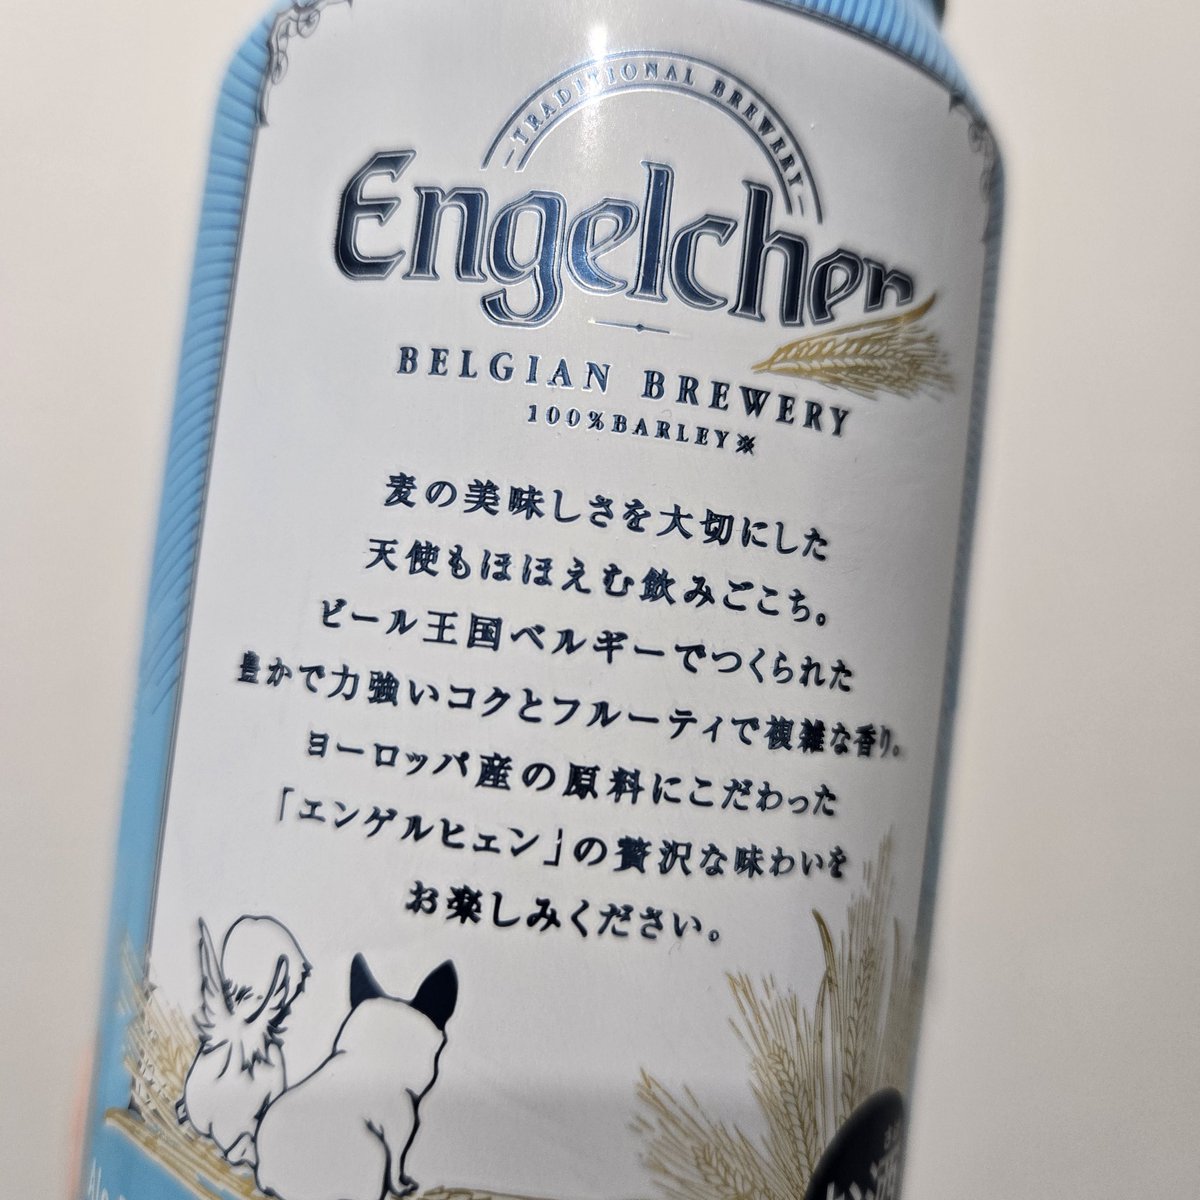 TRADITIONAL BREWERY
Engelchen
BELGIAN BREWERY
100%BARLEY※
麦の美味しさを大切にした
天使もほほえむ飲みごこち。
ビール王国ベルギーでつくられた
豊かで力強いコクとフルーティで複雑な香り。
ヨーロッパ産の原料にこだわった
「エンゲルヒェン」の贅沢な味わいを
お楽しみください。